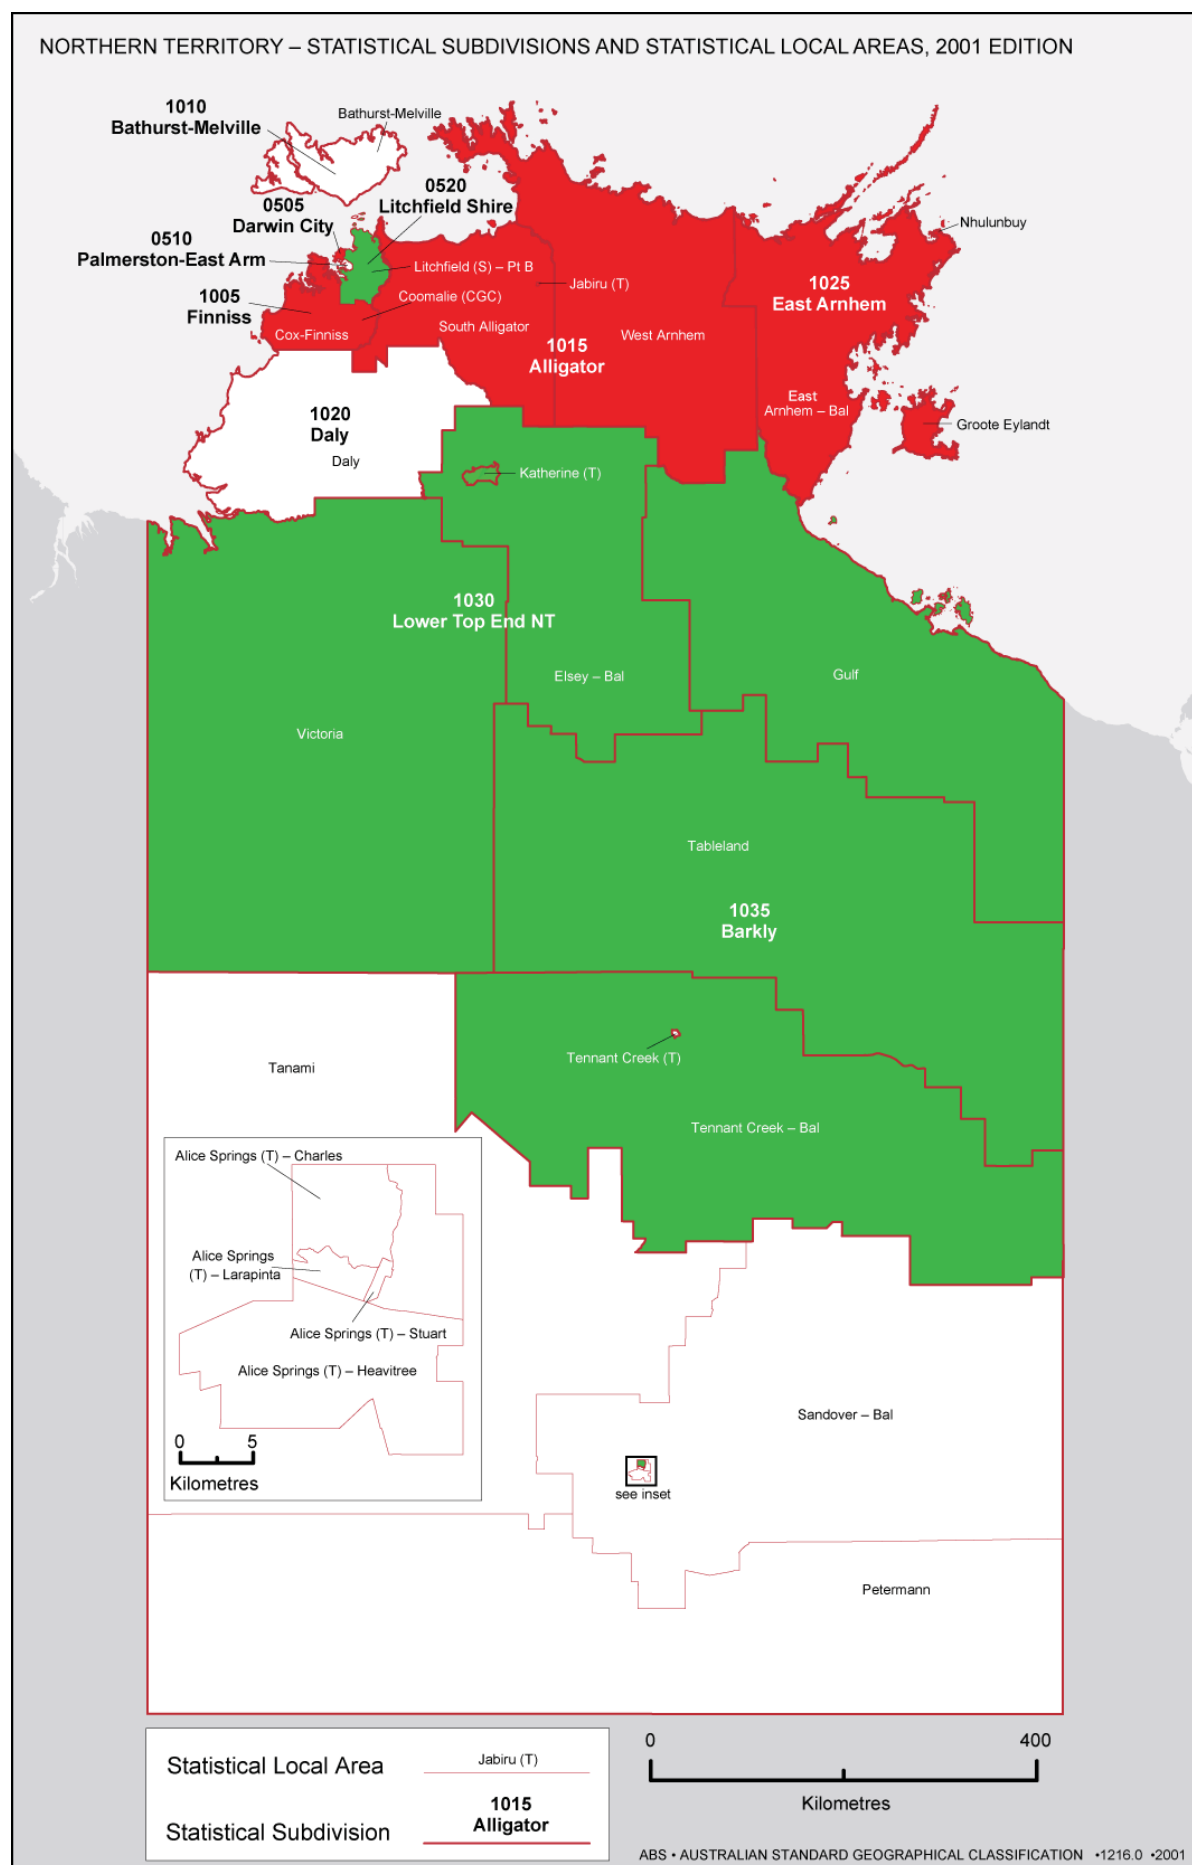 NORTHERN TERRITORY – STATISTICAL SUBDIVISIONS AND STATISTICAL LOCAL AREAS, 2001 EDITION
1010
Bathurst-Melville
Bathurst-Melville
0520
Litchfield Shire
0505
Darwin City
0510
Palmerston-East Arm
1005
Finniss
Litchfield (S) – Pt B
Coomalie (CGC)
Cox-Finniss
South Alligator
Jabiru (T)
1015
Alligator
West Arnhem
Nhulunbuy
1025
East Arnhem
East
Arnhem – Bal
Groote Eylandt
1020
Daly
Daly
Katherine (T)
1030
Lower Top End NT
Elsey – Bal
Gulf
Victoria
Tableland
1035
Barkly
Tanami
Tennant Creek (T)
Tennant Creek – Bal
Alice Springs (T) – Charles
Alice Springs
(T) – Larapinta
Alice Springs (T) – Stuart
Alice Springs (T) – Heavitree
0 5
Kilometres
Sandover – Bal
see inset
Petermann
Statistical Local Area
Jabiru (T)
Statistical Subdivision
1015
Alligator
0 400
Kilometres
ABS • AUSTRALIAN STANDARD GEOGRAPHICAL CLASSIFICATION •1216.0 •2001